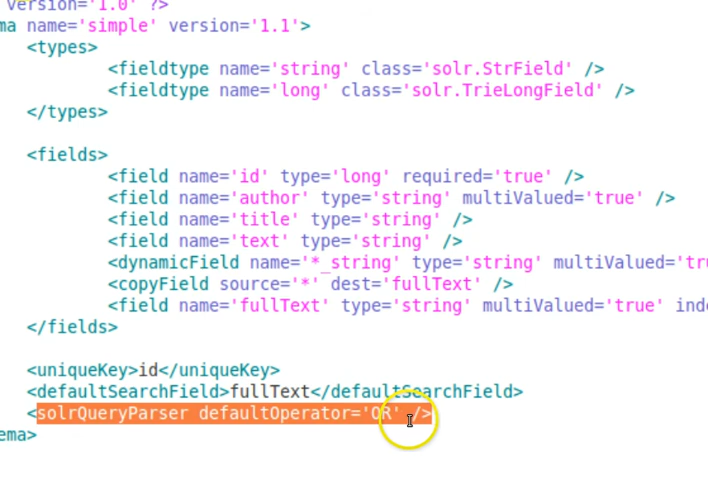 version='1.0' ?>
ma name='simple' version='1.1'>
<types>
<fieldtype name='string' class='solr.StrField' />
<fieldtype name='long' class='solr.TrieLongField' />
</types>
<fields>
<field name='id' type='long' required='true' />
<field name='author' type='string' multiValued='true' />
<field name='title' type='string' />
<field name='text' type='string' />
<dynamicField name='*_string' type='string' multiValued='tru
<copyField source='*' dest='fullText' />
<field name='fullText' type='string' multiValued='true' inde
</fields>
<uniqueKey>id</uniqueKey>
<defaultSearchField>fullText</defaultSearchField>
<solrQueryParser defaultOperator='OR' />
ema>